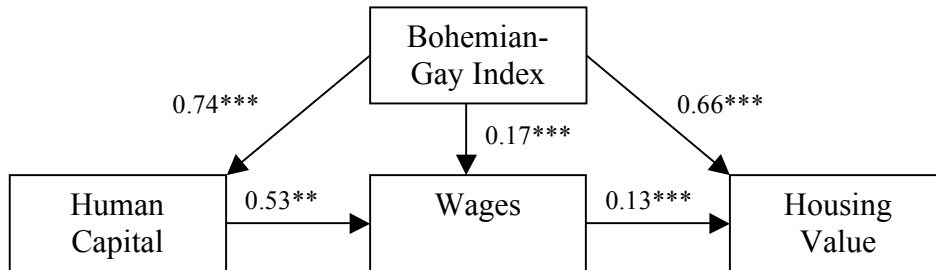 Bohemian-
Gay Index
0.74***
0.66***
0.17***
Human
Capital
0.53**
Wages
0.13***
Housing
Value